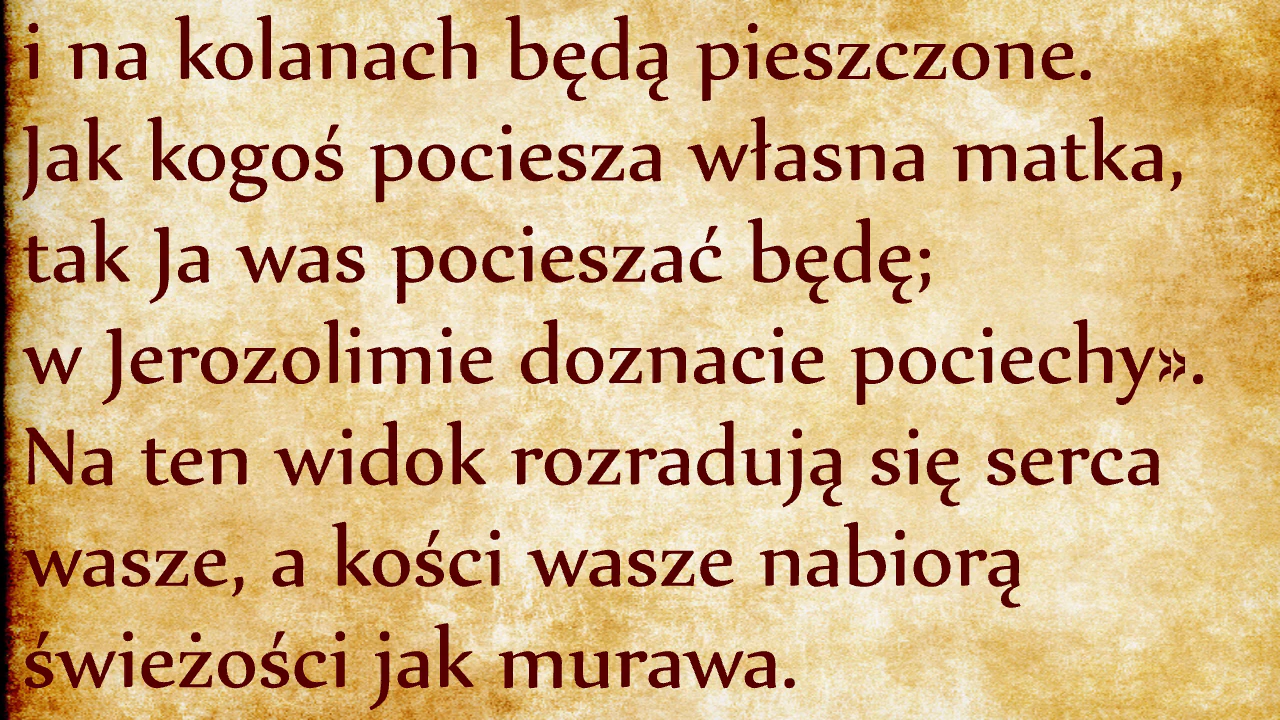 i na kolanach będą pieszczone.
Jak kogoś pociesza własna matka,
tak Ja was pocieszać będę;
w Jerozolimie doznacie pociechy».
Na ten widok rozradują się serca
wasze, a kości wasze nabiorą
świeżości jak murawa.